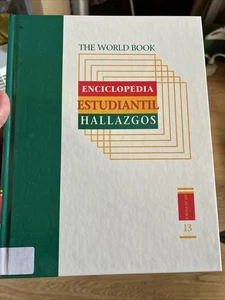 THE WORLD BOOK
ENCICLOPEDIA
ESTUDIANTIL
HALLAZGOS
13